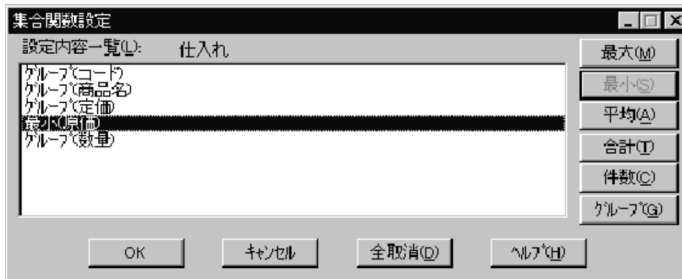 集合関数設定
設定内容一覧(L): 仕入れ
グループ(コード)
グループ(商品名)
グループ(定価)
最小(原価)
グループ(数量)
最大(M)
最小(S)
平均(A)
合計(T)
件数(C)
グループ(G)
OK キャンセル 全取消(D) ヘルプ(H)